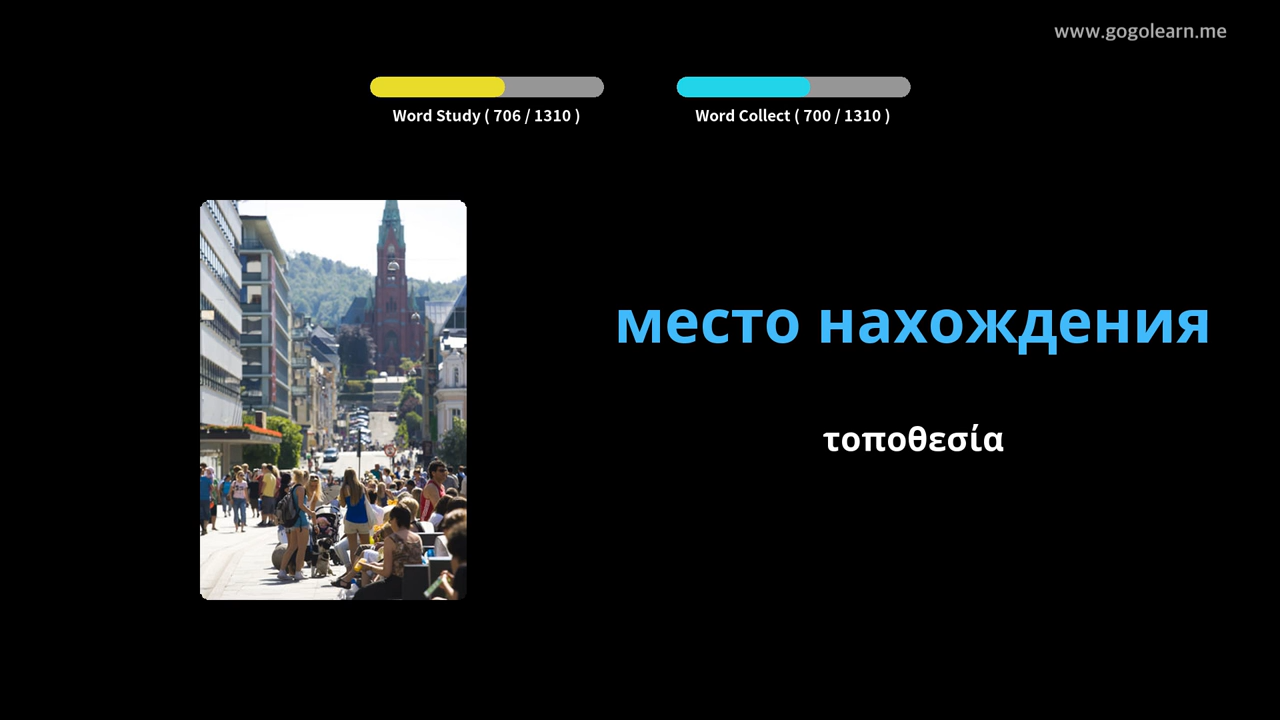 www.gogolearn.me
Word Study ( 706 / 1310 )
Word Collect ( 700 / 1310 )
место нахождения
τοποθεσία